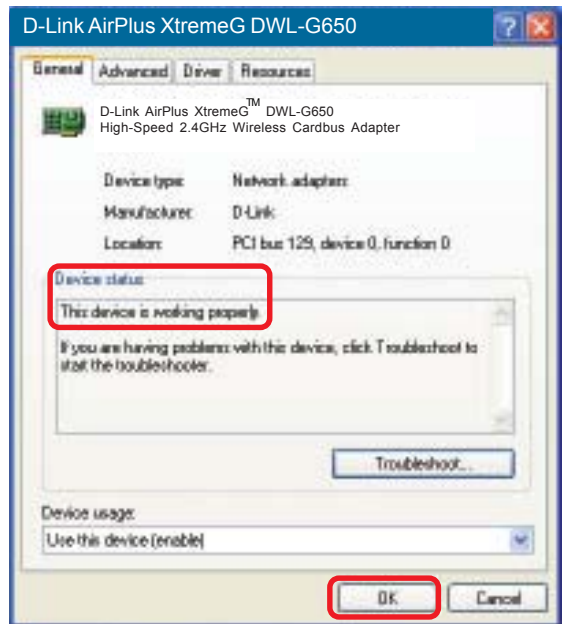 D-Link AirPlus XtremeG DWL-G650
General Advanced Driver Resources
D-Link AirPlus XtremeG™ DWL-G650
High-Speed 2.4GHz Wireless Cardbus Adapter
Device type: Network adapters
Manufacturer: D-Link
Location: PCI bus 129, device 0, function 0
Device status
This device is working properly.
If you are having problems with this device, click Troubleshoot to
start the troubleshooter.
Troubleshoot...
Device usage:
Use this device (enable)
OK Cancel